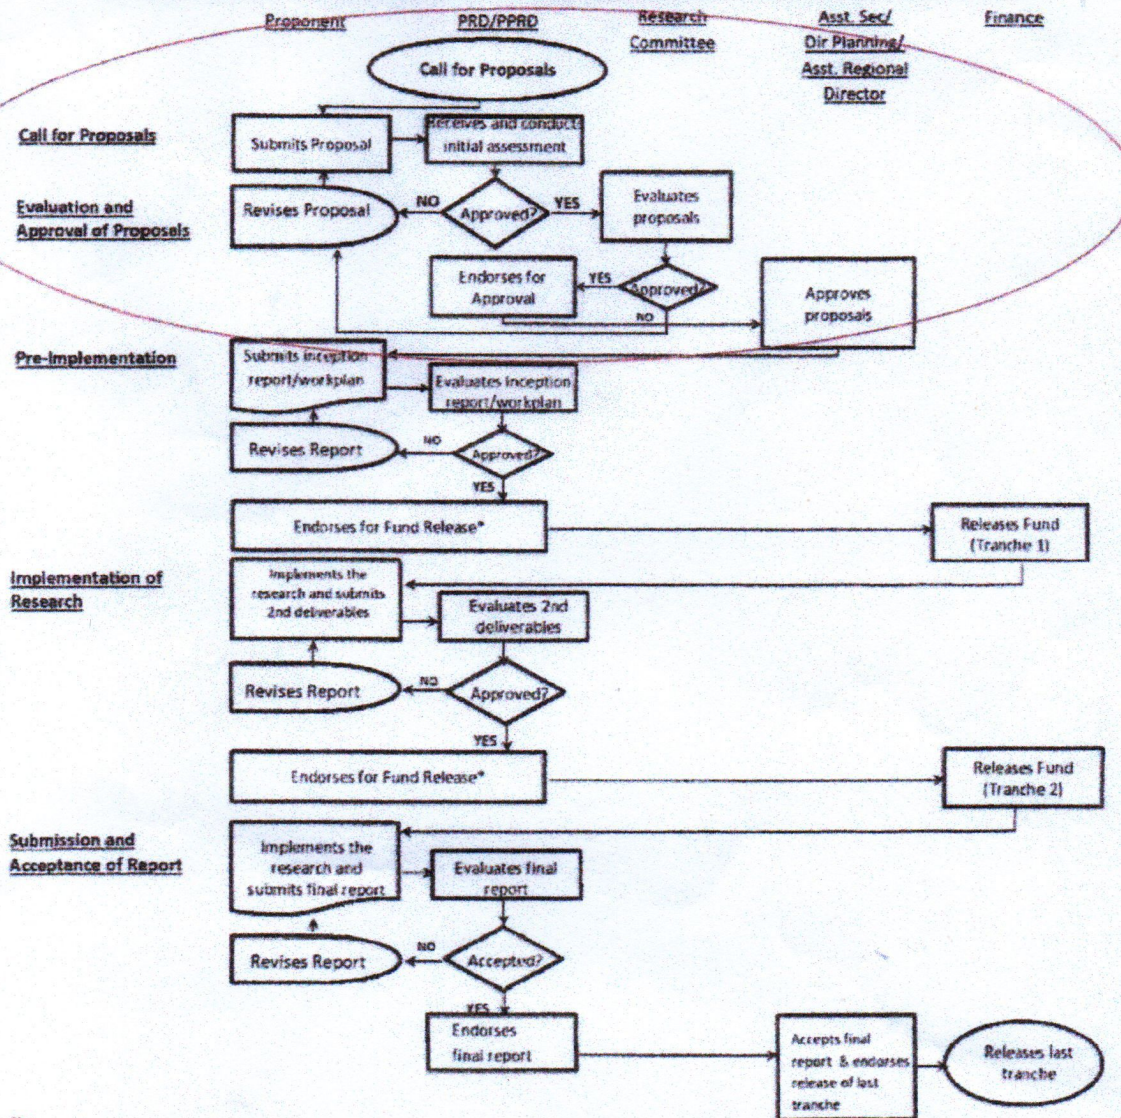 Proponent
PRD/PPRD
Research
Committee
Asst. Sec/
Dir Planning/
Asst. Regional
Director
Finance
Call for Proposals
Call for Proposals
Submits Proposal
Receives and conducts
initial assessment
Evaluation and
Approval of Proposals
Revises Proposal
NO
Approved?
YES
Evaluates
proposals
Endorses for
Approval
YES
Approved?
NO
Approves
proposals
Pre-Implementation
Submits inception
report/workplan
Evaluates inception
report/workplan
Revises Report
NO
Approved?
YES
Endorses for Fund Release*
Releases Fund
(Tranche 1)
Implementation of
Research
Implements the
research and submits
2nd deliverables
Evaluates 2nd
deliverables
Revises Report
NO
Approved?
YES
Endorses for Fund Release*
Releases Fund
(Tranche 2)
Submission and
Acceptance of Report
Implements the
research and
submits final report
Evaluates final
report
Revises Report
NO
Accepted?
YES
Endorses
final report
Accepts final
report & endorses
release of last
tranche
Releases last
tranche